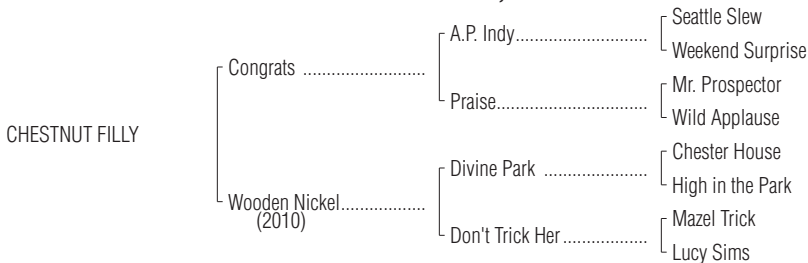 Seattle Slew
A.P. Indy..............................
Weekend Surprise
Congrats ............................
Mr. Prospector
Praise..................................
Wild Applause
CHESTNUT FILLY
Chester House
Divine Park ........................
High in the Park
Wooden Nickel...................
(2010)
Mazel Trick
Don't Trick Her...................
Lucy Sims